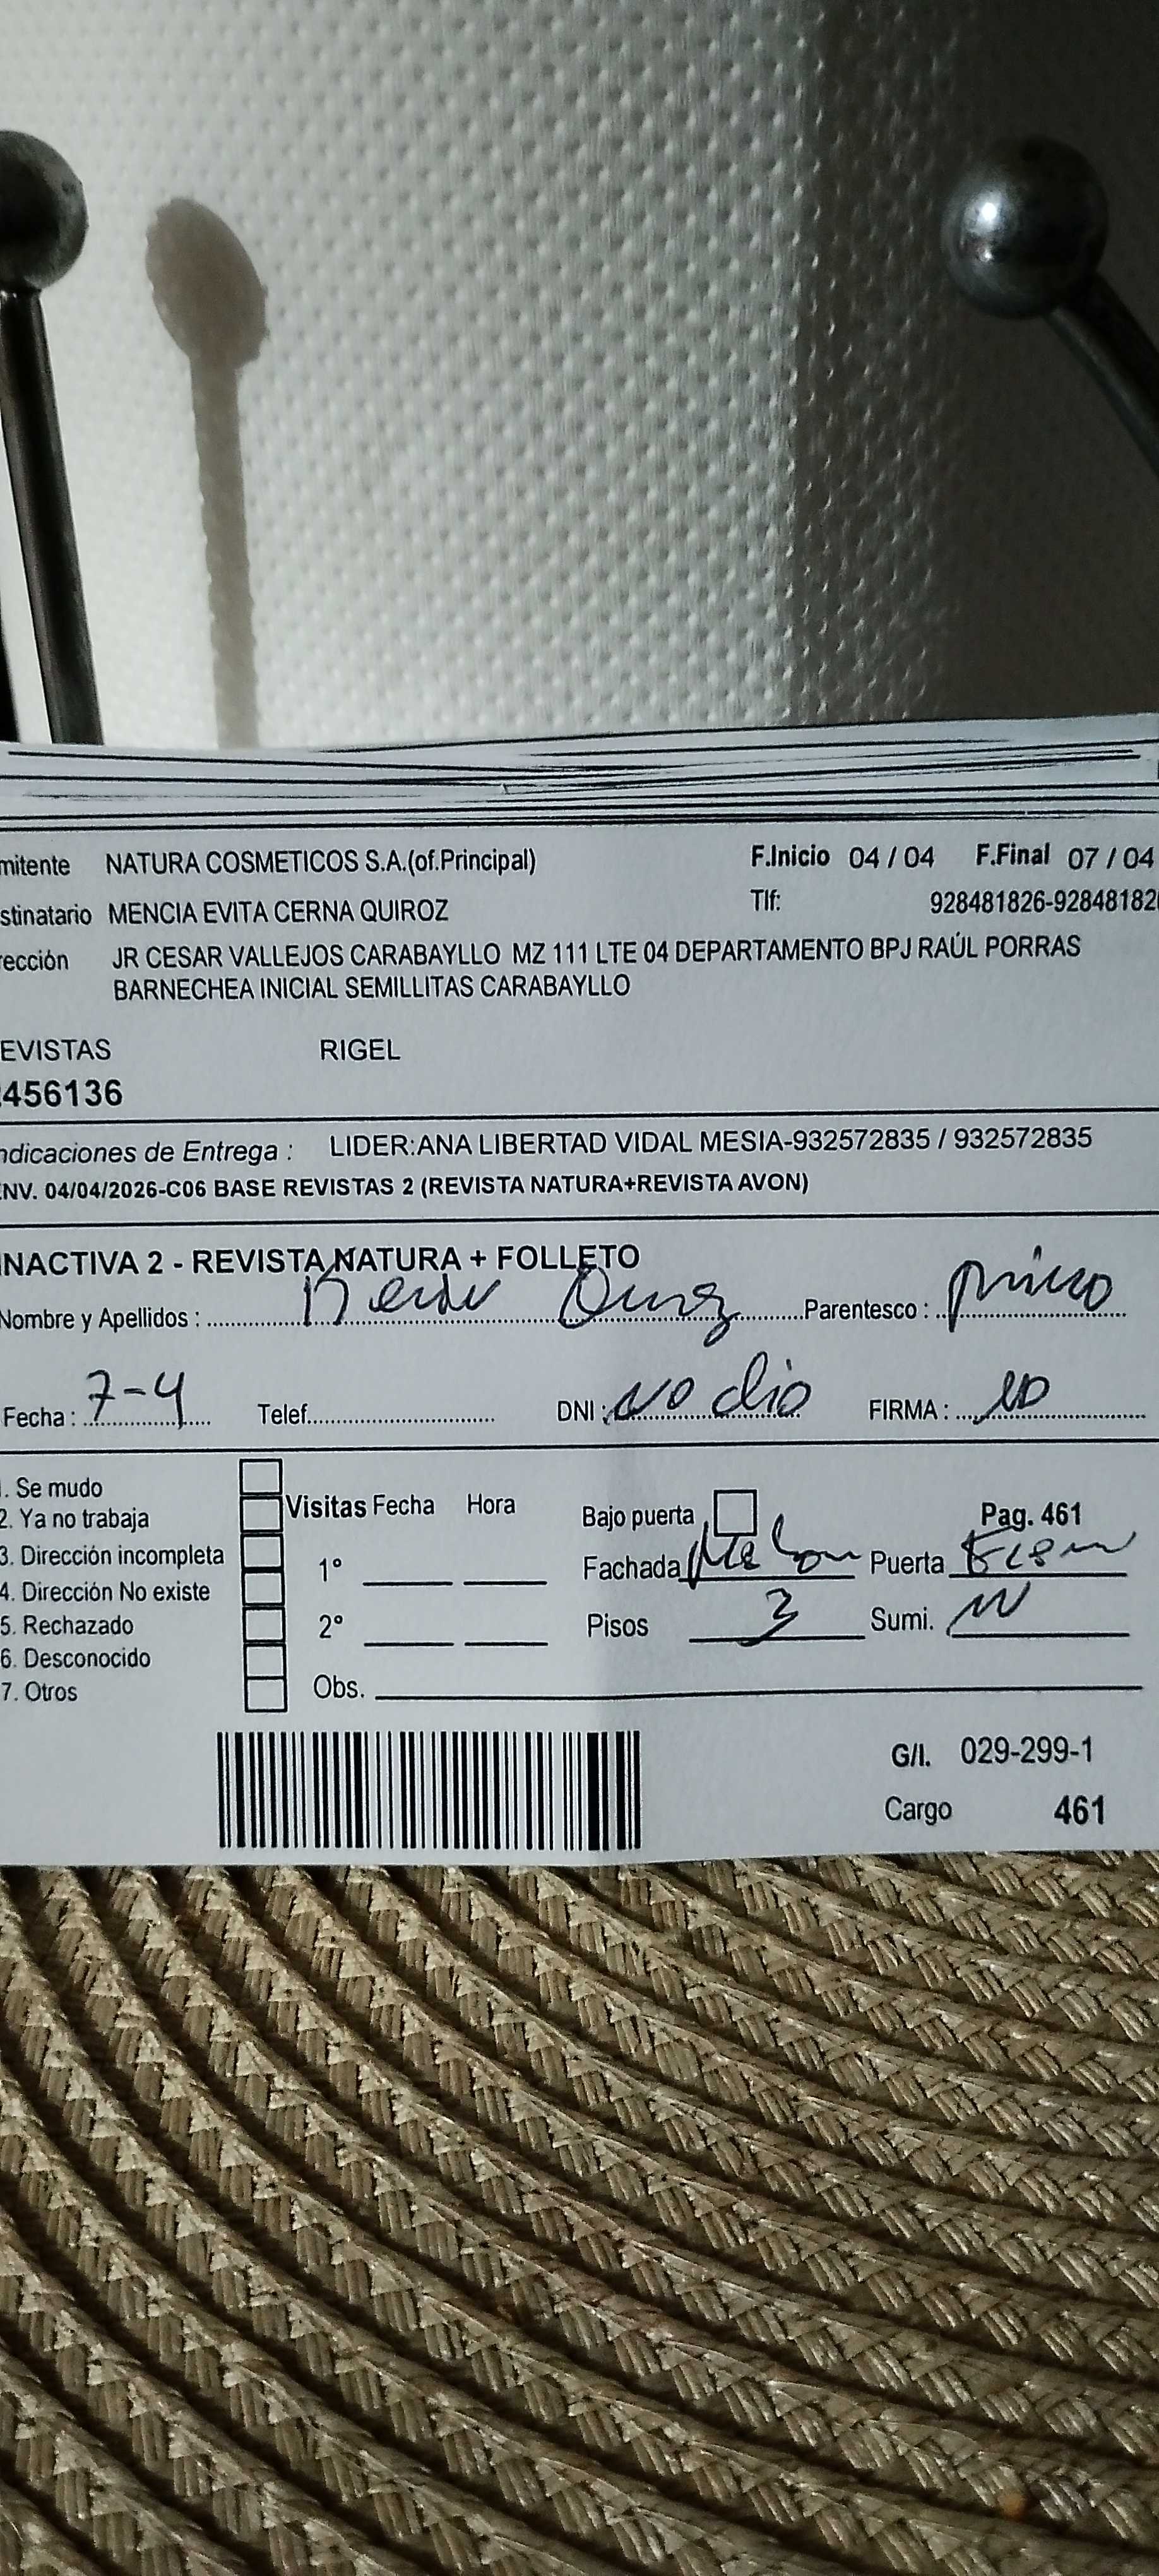 mitente NATURA COSMETICOS S.A.(of.Principal) F.Inicio 04 / 04 F.Final 07 / 04
stinatario MENCIA EVITA CERNA QUIROZ Tlf: 928481826-92848182
rección JR CESAR VALLEJOS CARABAYLLO MZ 111 LTE 04 DEPARTAMENTO BPJ RAÚL PORRAS
BARNECHEA INICIAL SEMILLITAS CARABAYLLO
EVISTAS RIGEL
456136
ndicaciones de Entrega : LIDER:ANA LIBERTAD VIDAL MESIA-932572835 / 932572835
ENV. 04/04/2026-C06 BASE REVISTAS 2 (REVISTA NATURA+REVISTA AVON)
INACTIVA 2 - REVISTA NATURA + FOLLETO
Nombre y Apellidos : Parentesco :
Fecha : 7-4 Telef. DNI : NO dio FIRMA :
1. Se mudo
2. Ya no trabaja
3. Dirección incompleta
4. Dirección No existe
5. Rechazado
6. Desconocido
7. Otros
Visitas Fecha Hora
1°
2°
Obs.
Bajo puerta Pag. 461
Fachada Puerta
Pisos 3 Sumi.
G/I. 029-299-1
Cargo 461